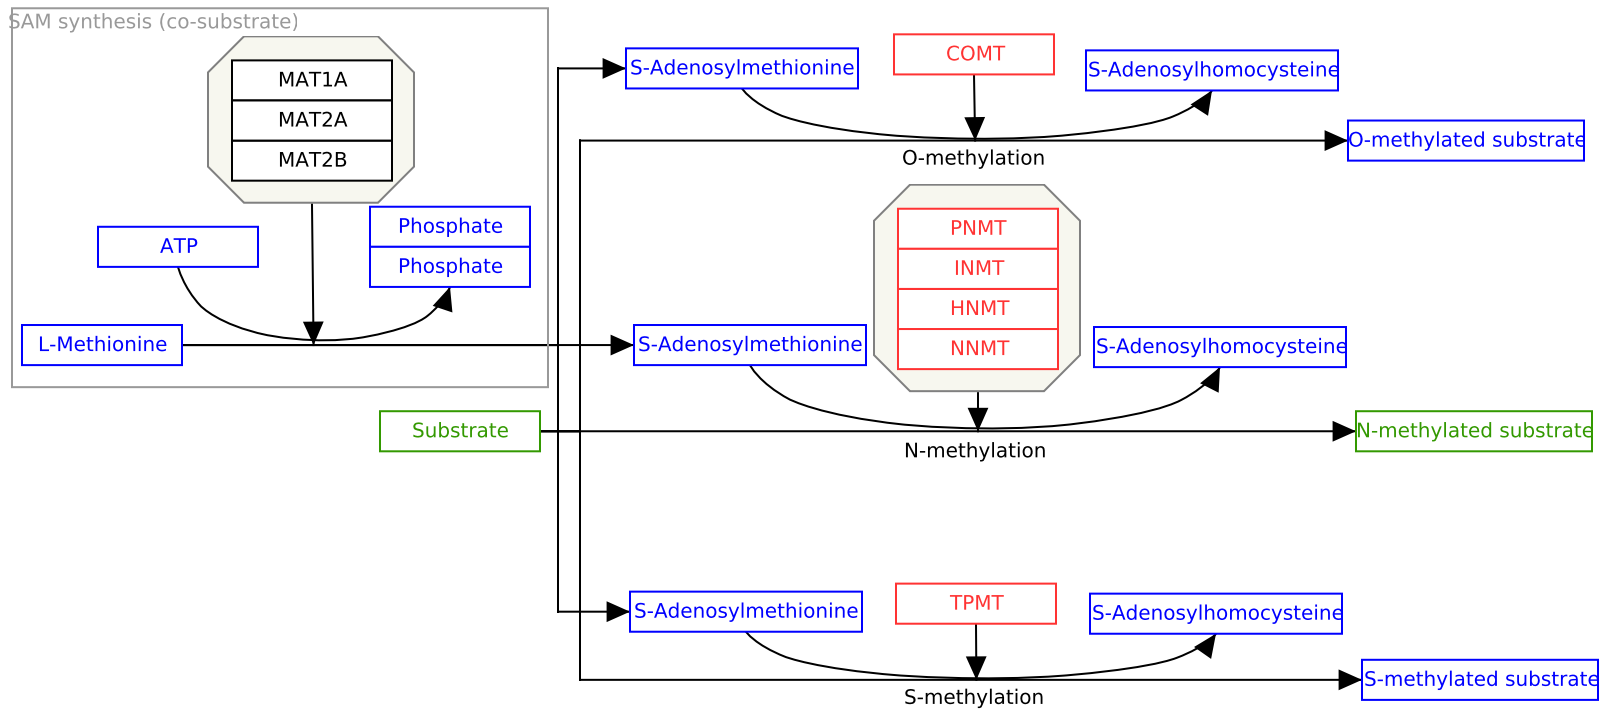 SAM synthesis (co-substrate)
MAT1A
MAT2A
MAT2B
ATP
Phosphate
Phosphate
L-Methionine
Substrate
S-Adenosylmethionine
COMT
S-Adenosylhomocysteine
O-methylated substrate
O-methylation
PNMT
INMT
HNMT
NNMT
S-Adenosylmethionine
S-Adenosylhomocysteine
N-methylated substrate
N-methylation
S-Adenosylmethionine
TPMT
S-Adenosylhomocysteine
S-methylated substrate
S-methylation